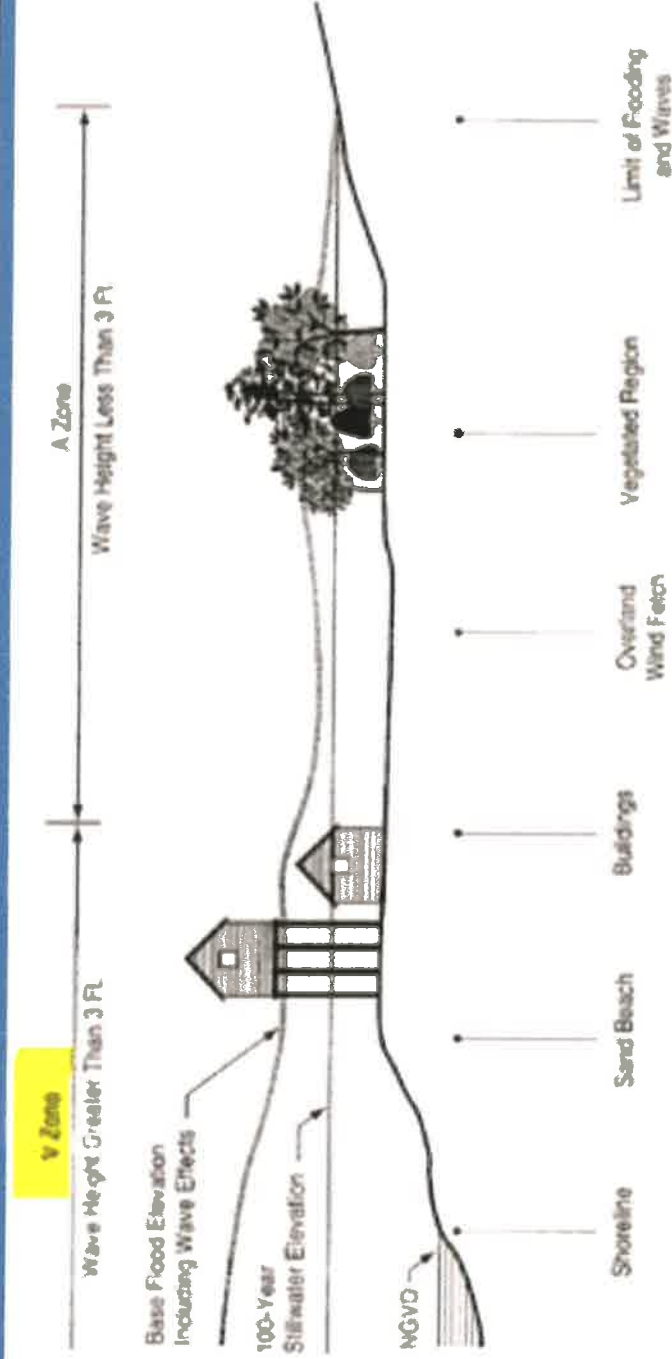 V Zone
Wave Height Greater Than 3 Ft.
A Zone
Wave Height Less Than 3 Ft.
Base Flood Elevation
Including Wave Effects
100-Year
Stillwater Elevation
NGVD
Shoreline
Sand Beach
Buildings
Overland
Wind Fetch
Vegetated Region
Limit of Flooding
and Waves